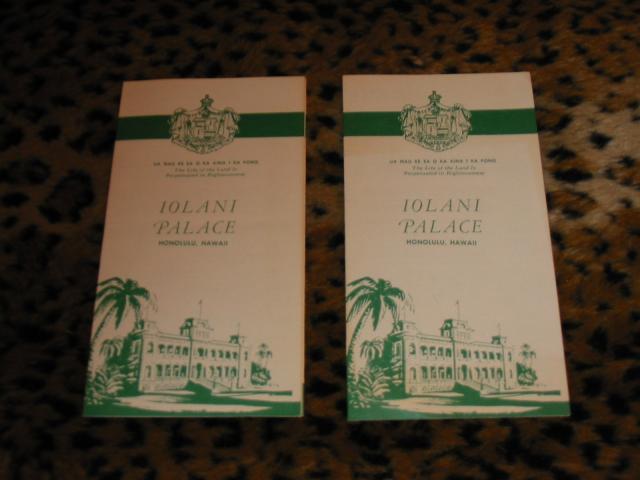 UA MAU KE EA O KA AINA I KA PONO
The Life of the Land Is
Perpetuated in Righteousness
IOLANI
PALACE
HONOLULU, HAWAII
UA MAU KE EA O KA AINA I KA PONO
The Life of the Land Is
Perpetuated in Righteousness
IOLANI
PALACE
HONOLULU, HAWAII